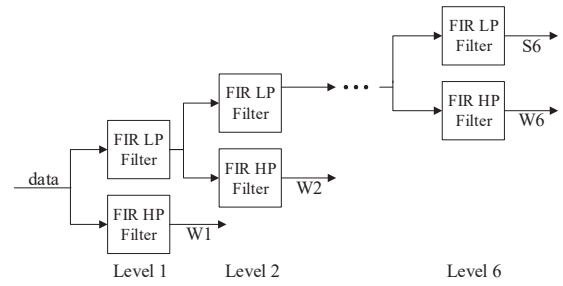 FIR LP
Filter
S6
FIR HP
Filter
W6
FIR LP
Filter
FIR HP
Filter
W2
FIR LP
Filter
data
FIR HP
Filter
W1
Level 1
Level 2
Level 6